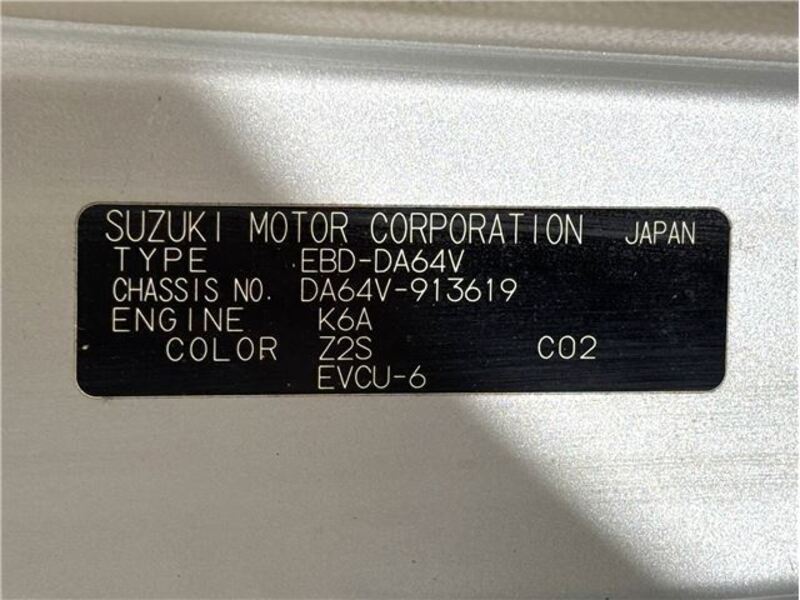 SUZUKI MOTOR CORPORATION JAPAN
TYPE EBD-DA64V
CHASSIS NO. DA64V-913619
ENGINE K6A
COLOR Z2S C02
EVCU-6